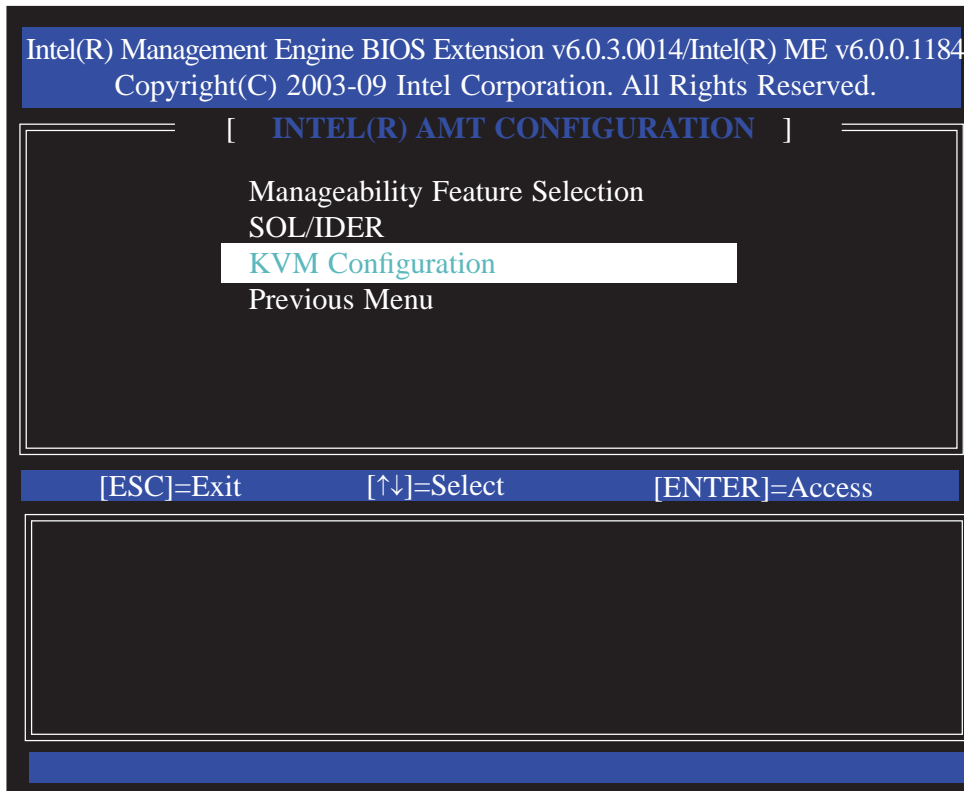 Intel(R) Management Engine BIOS Extension v6.0.3.0014/Intel(R) ME v6.0.0.1184
Copyright(C) 2003-09 Intel Corporation. All Rights Reserved.
[ INTEL(R) AMT CONFIGURATION ]
Manageability Feature Selection
SOL/IDER
KVM Configuration
Previous Menu
[ESC]=Exit [↑↓]=Select [ENTER]=Access